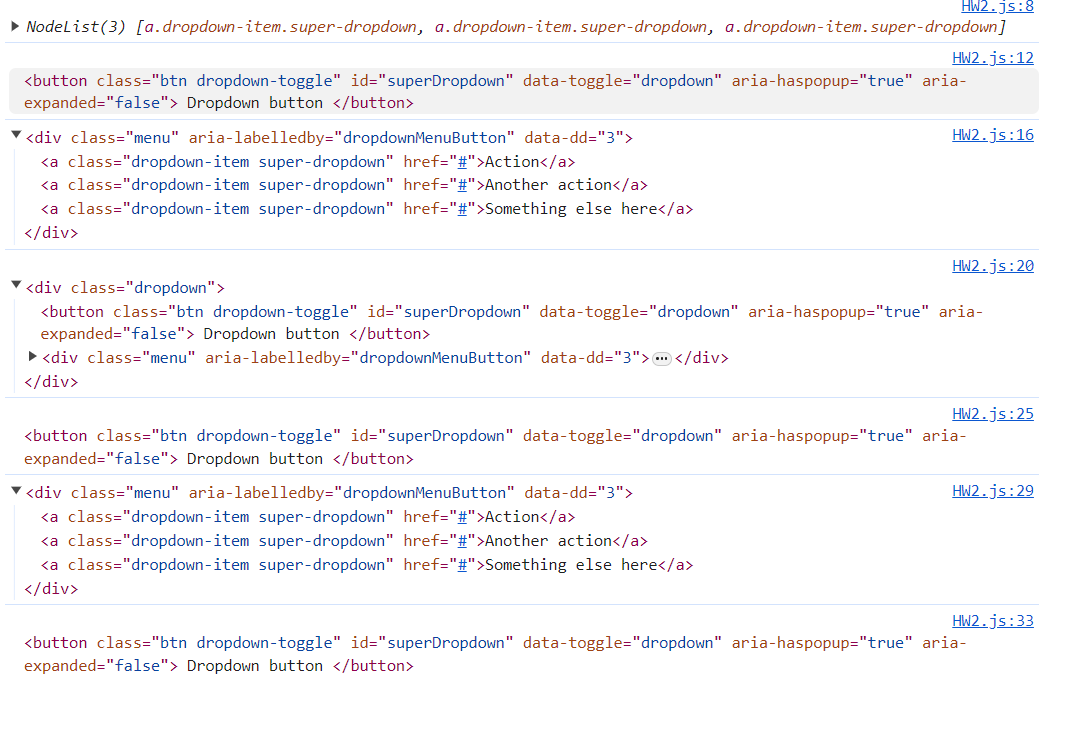 HW2.js:8
▶ NodeList(3) [a.dropdown-item.super-dropdown, a.dropdown-item.super-dropdown, a.dropdown-item.super-dropdown]
HW2.js:12
<button class="btn dropdown-toggle" id="superDropdown" data-toggle="dropdown" aria-haspopup="true" aria-
expanded="false"> Dropdown button </button>
▼<div class="menu" aria-labelledby="dropdownMenuButton" data-dd="3"> HW2.js:16
<a class="dropdown-item super-dropdown" href="#">Action</a>
<a class="dropdown-item super-dropdown" href="#">Another action</a>
<a class="dropdown-item super-dropdown" href="#">Something else here</a>
</div>
HW2.js:20
▼<div class="dropdown">
<button class="btn dropdown-toggle" id="superDropdown" data-toggle="dropdown" aria-haspopup="true" aria-
expanded="false"> Dropdown button </button>
▶<div class="menu" aria-labelledby="dropdownMenuButton" data-dd="3">…</div>
</div>
HW2.js:25
<button class="btn dropdown-toggle" id="superDropdown" data-toggle="dropdown" aria-haspopup="true" aria-
expanded="false"> Dropdown button </button>
▼<div class="menu" aria-labelledby="dropdownMenuButton" data-dd="3"> HW2.js:29
<a class="dropdown-item super-dropdown" href="#">Action</a>
<a class="dropdown-item super-dropdown" href="#">Another action</a>
<a class="dropdown-item super-dropdown" href="#">Something else here</a>
</div>
HW2.js:33
<button class="btn dropdown-toggle" id="superDropdown" data-toggle="dropdown" aria-haspopup="true" aria-
expanded="false"> Dropdown button </button>